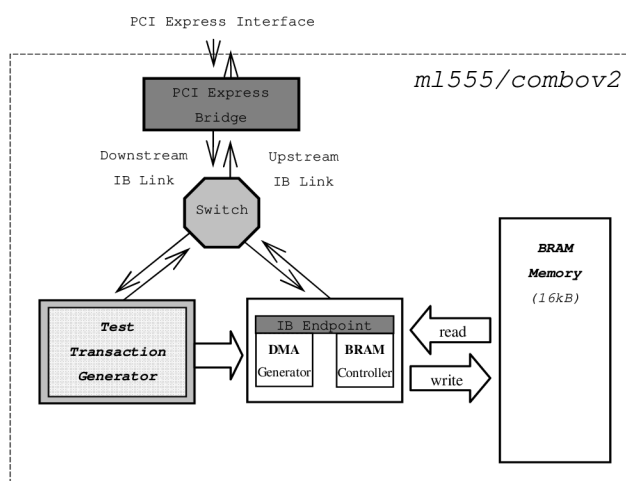 PCI Express Interface
ml555/combov2
PCI Express
Bridge
Downstream
IB Link
Upstream
IB Link
Switch
BRAM
Memory
(16kB)
Test
Transaction
Generator
IB Endpoint
DMA
Generator
BRAM
Controller
read
write